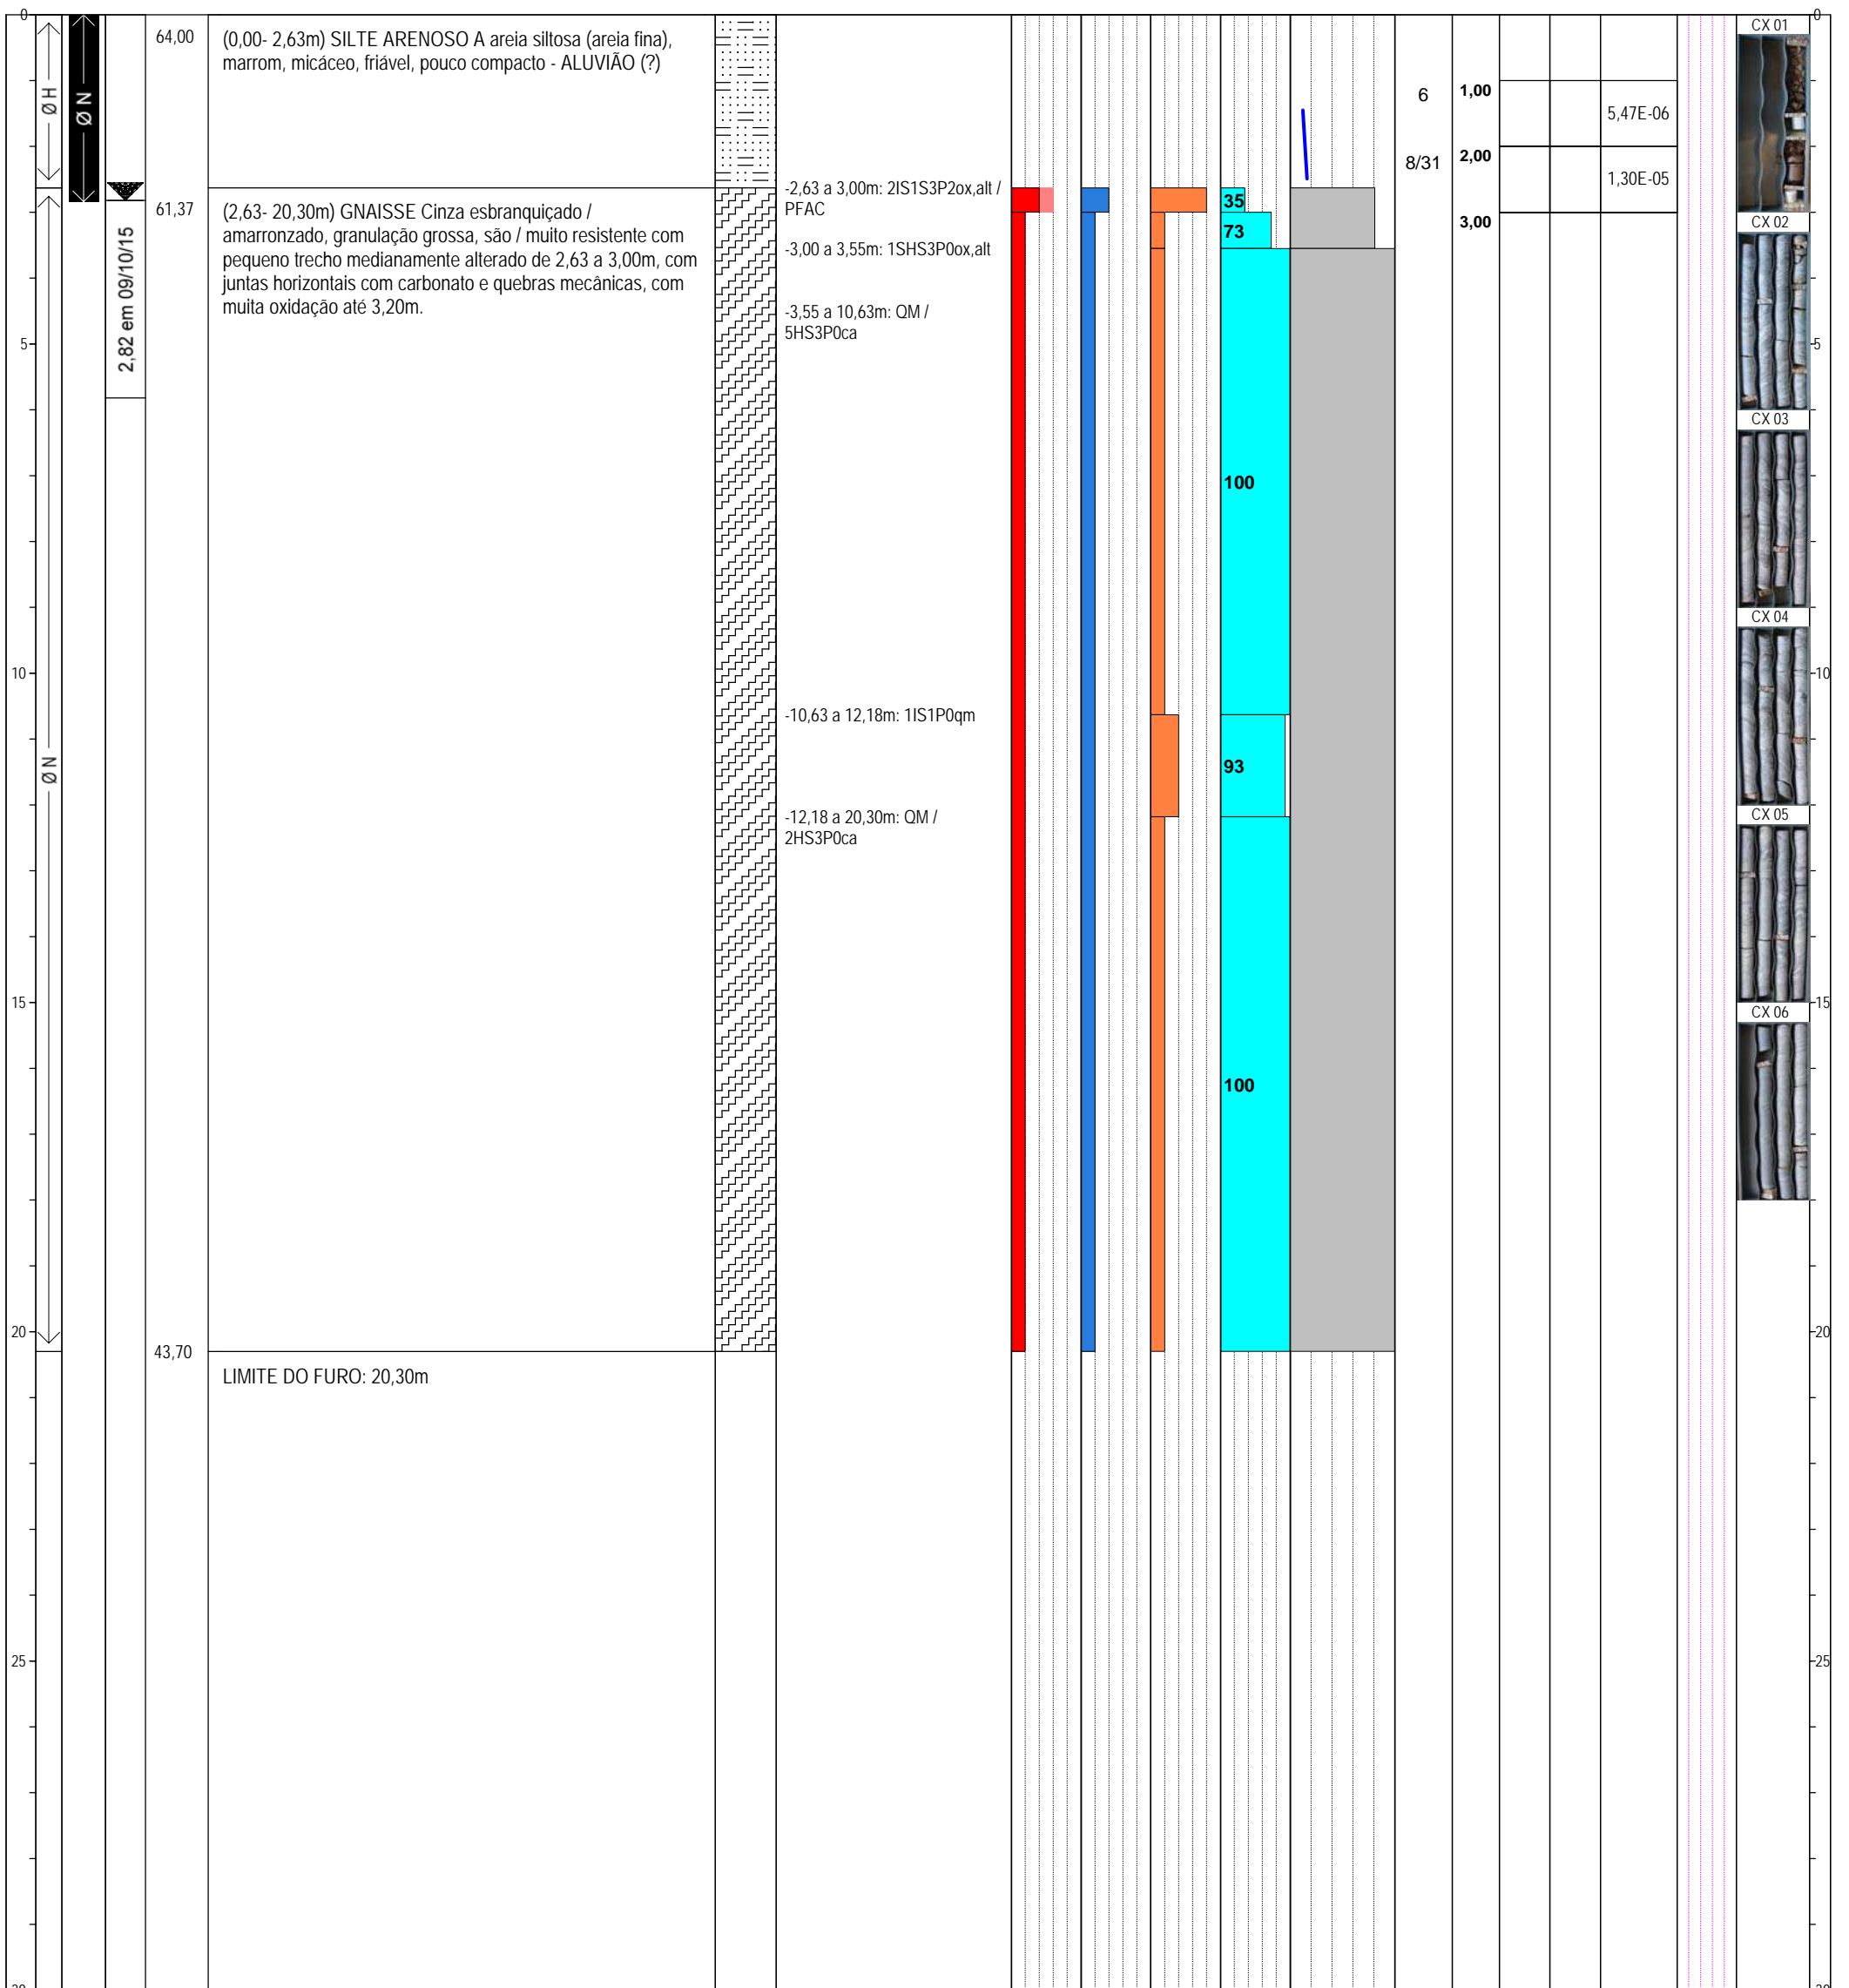 0
0
CX 01
64,00
(0,00- 2,63m) SILTE ARENOSO A areia siltosa (areia fina),
marrom, micáceo, friável, pouco compacto - ALUVIÃO (?)
Ø H
Ø N
6
1,00
5,47E-06
8/31
2,00
1,30E-05
-2,63 a 3,00m: 2IS1S3P2ox,alt /
PFAC
35
61,37
(2,63- 20,30m) GNAISSE Cinza esbranquiçado /
amarronzado, granulação grossa, são / muito resistente com
pequeno trecho medianamente alterado de 2,63 a 3,00m, com
juntas horizontais com carbonato e quebras mecânicas, com
muita oxidação até 3,20m.
3,00
CX 02
73
-3,00 a 3,55m: 1SHS3P0ox,alt
2,82 em 09/10/15
-3,55 a 10,63m: QM /
5HS3P0ca
5
5
CX 03
100
CX 04
10
10
-10,63 a 12,18m: 1IS1P0qm
Ø N
93
-12,18 a 20,30m: QM /
2HS3P0ca
CX 05
15
15
CX 06
100
20
20
43,70
LIMITE DO FURO: 20,30m
25
25